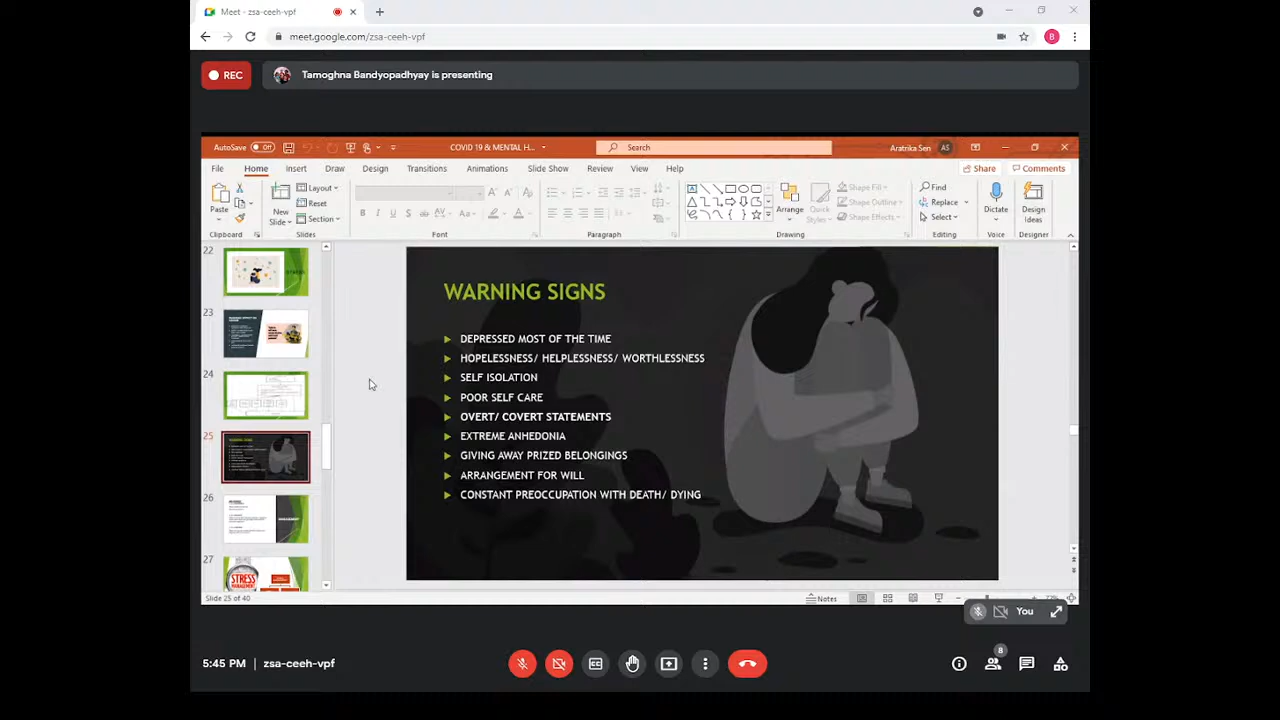 Meet - zsa-ceeh-vpf
meet.google.com/zsa-ceeh-vpf
B
REC
Tamoghna Bandyopadhyay is presenting
AutoSave Off
COVID 19 & MENTAL H...
Search
Aratrika Sen AS
File Home Insert Draw Design Transitions Animations Slide Show Review View Help Share Comments
Paste
New Slide
Layout
Reset
Section
Arrange
Quick Styles
Shape Fill
Shape Outline
Shape Effects
Find
Replace
Select
Dictate
Design Ideas
Clipboard Slides Font Paragraph Drawing Editing Voice Designer
22
STRESS
23
24
25
WARNING SIGNS
26
MANAGEMENT
27
STRESS
WARNING SIGNS
DEPRESSED MOST OF THE TIME
HOPELESSNESS/ HELPLESSNESS/ WORTHLESSNESS
SELF ISOLATION
POOR SELF CARE
OVERT/ COVERT STATEMENTS
EXTREME ANHEDONIA
GIVING AWAY PRIZED BELONGINGS
ARRANGEMENT FOR WILL
CONSTANT PREOCCUPATION WITH DEATH/ DYING
Slide 25 of 40
Notes
You
5:45 PM | zsa-ceeh-vpf
8